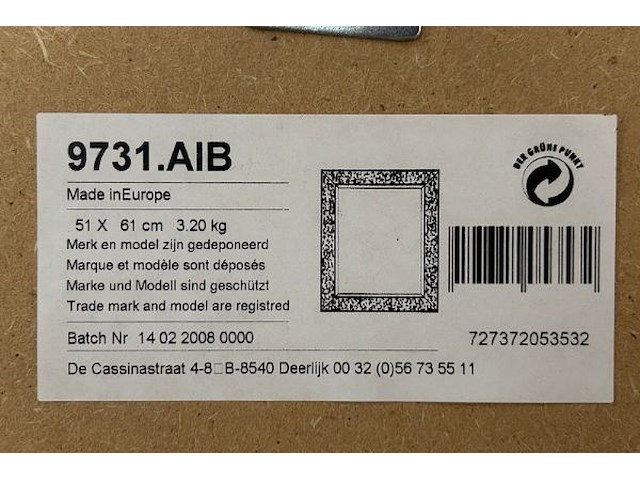 9731.AIB
Made inEurope
51 X 61 cm 3.20 kg
Merk en model zijn gedeponeerd
Marque et modèle sont déposés
Marke und Modell sind geschützt
Trade mark and model are registred
Batch Nr 14 02 2008 0000
De Cassinastraat 4-8□B-8540 Deerlijk 00 32 (0)56 73 55 11
DER GRÜNE PUNKT
727372053532